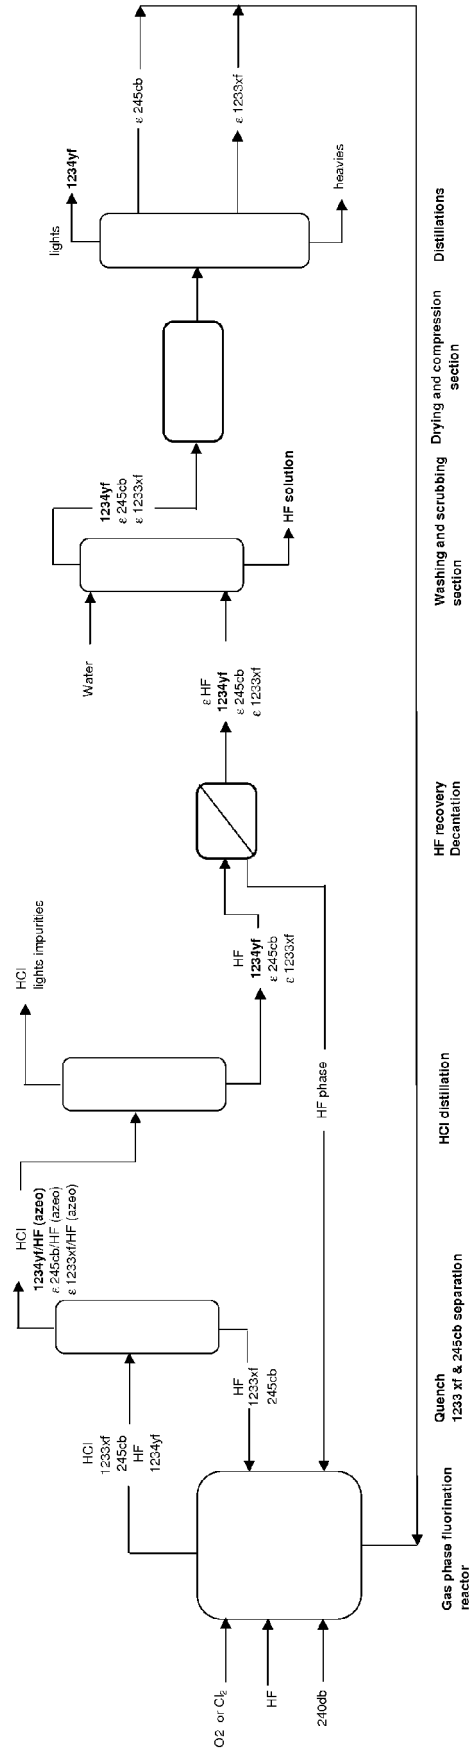 O2 or Cl2
HF
240db
HCl
1233xf
245cb
HF
1234yf
HF
1233xf
245cb
HCl
1234yf/HF (azeo)
ε 245cb/HF (azeo)
ε 1233xf/HF (azeo)
HCl
lights impurities
HF
1234yf
ε 245cb
ε 1233xf
HF phase
ε HF
1234yf
ε 245cb
ε 1233xf
Water
1234yf
ε 245cb
ε 1233xf
HF solution
lights
1234yf
ε 245cb
ε 1233xf
heavies
Gas phase fluorination
reactor
Quench
1233 xf & 245cb separation
HCl distillation
HF recovery
Decantation
Washing and scrubbing
section
Drying and compression
section
Distillations